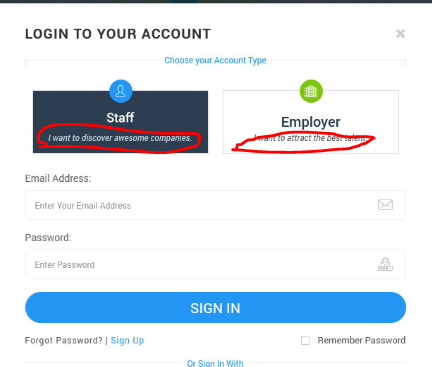 LOGIN TO YOUR ACCOUNT
Choose your Account Type
Staff
I want to discover awesome companies.
Employer
I want to attract the best talent.
Email Address:
Enter Your Email Address
Password:
Enter Password
SIGN IN
Forgot Password? | Sign Up
Remember Password
Or Sign In With